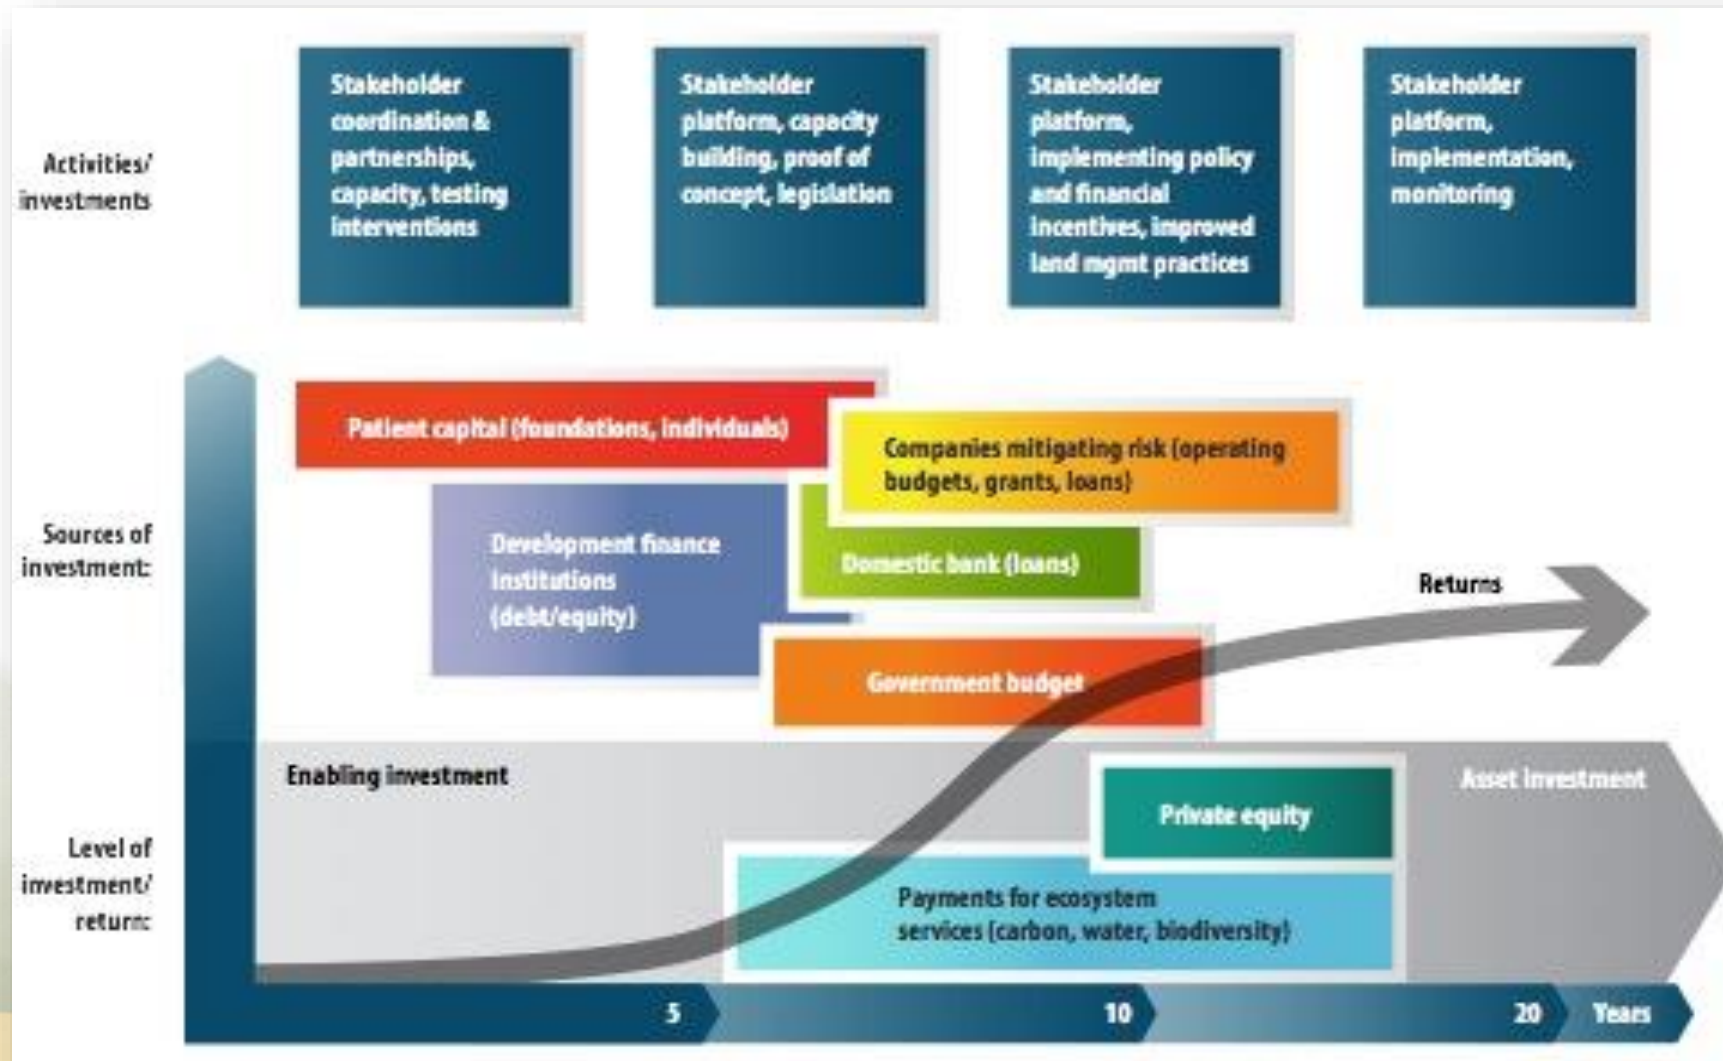 Activities/
investments
Stakeholder
coordination &
partnerships,
capacity, testing
interventions
Stakeholder
platform, capacity
building, proof of
concept, legislation
Stakeholder
platform,
implementing policy
and financial
incentives, improved
land mgmt practices
Stakeholder
platform,
implementation,
monitoring
Sources of
investment:
Patient capital (foundations, individuals)
Companies mitigating risk (operating
budgets, grants, loans)
Development finance
institutions
(debt/equity)
Domestic bank (loans)
Government budget
Returns
Level of
investment/
return:
Enabling investment
Asset investment
Private equity
Payments for ecosystem
services (carbon, water, biodiversity)
5
10
20
Years